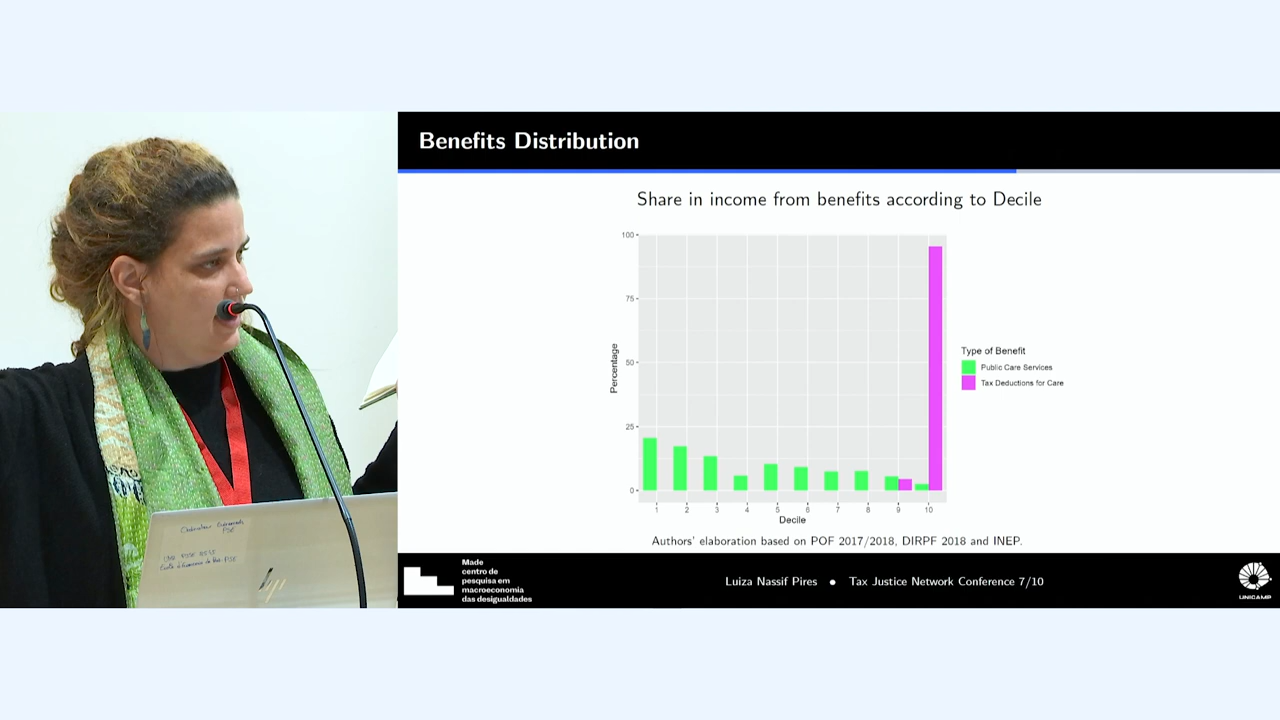 Benefits Distribution
Share in income from benefits according to Decile
100
75
50
25
0
Percentage
1 2 3 4 5 6 7 8 9 10
Decile
Type of Benefit
Public Care Services
Tax Deductions for Care
Authors' elaboration based on POF 2017/2018, DIRPF 2018 and INEP.
Made
centro de
pesquisa em
macroeconomia
das desigualdades
Luiza Nassif Pires ● Tax Justice Network Conference 7/10
UNICAMP
PSE